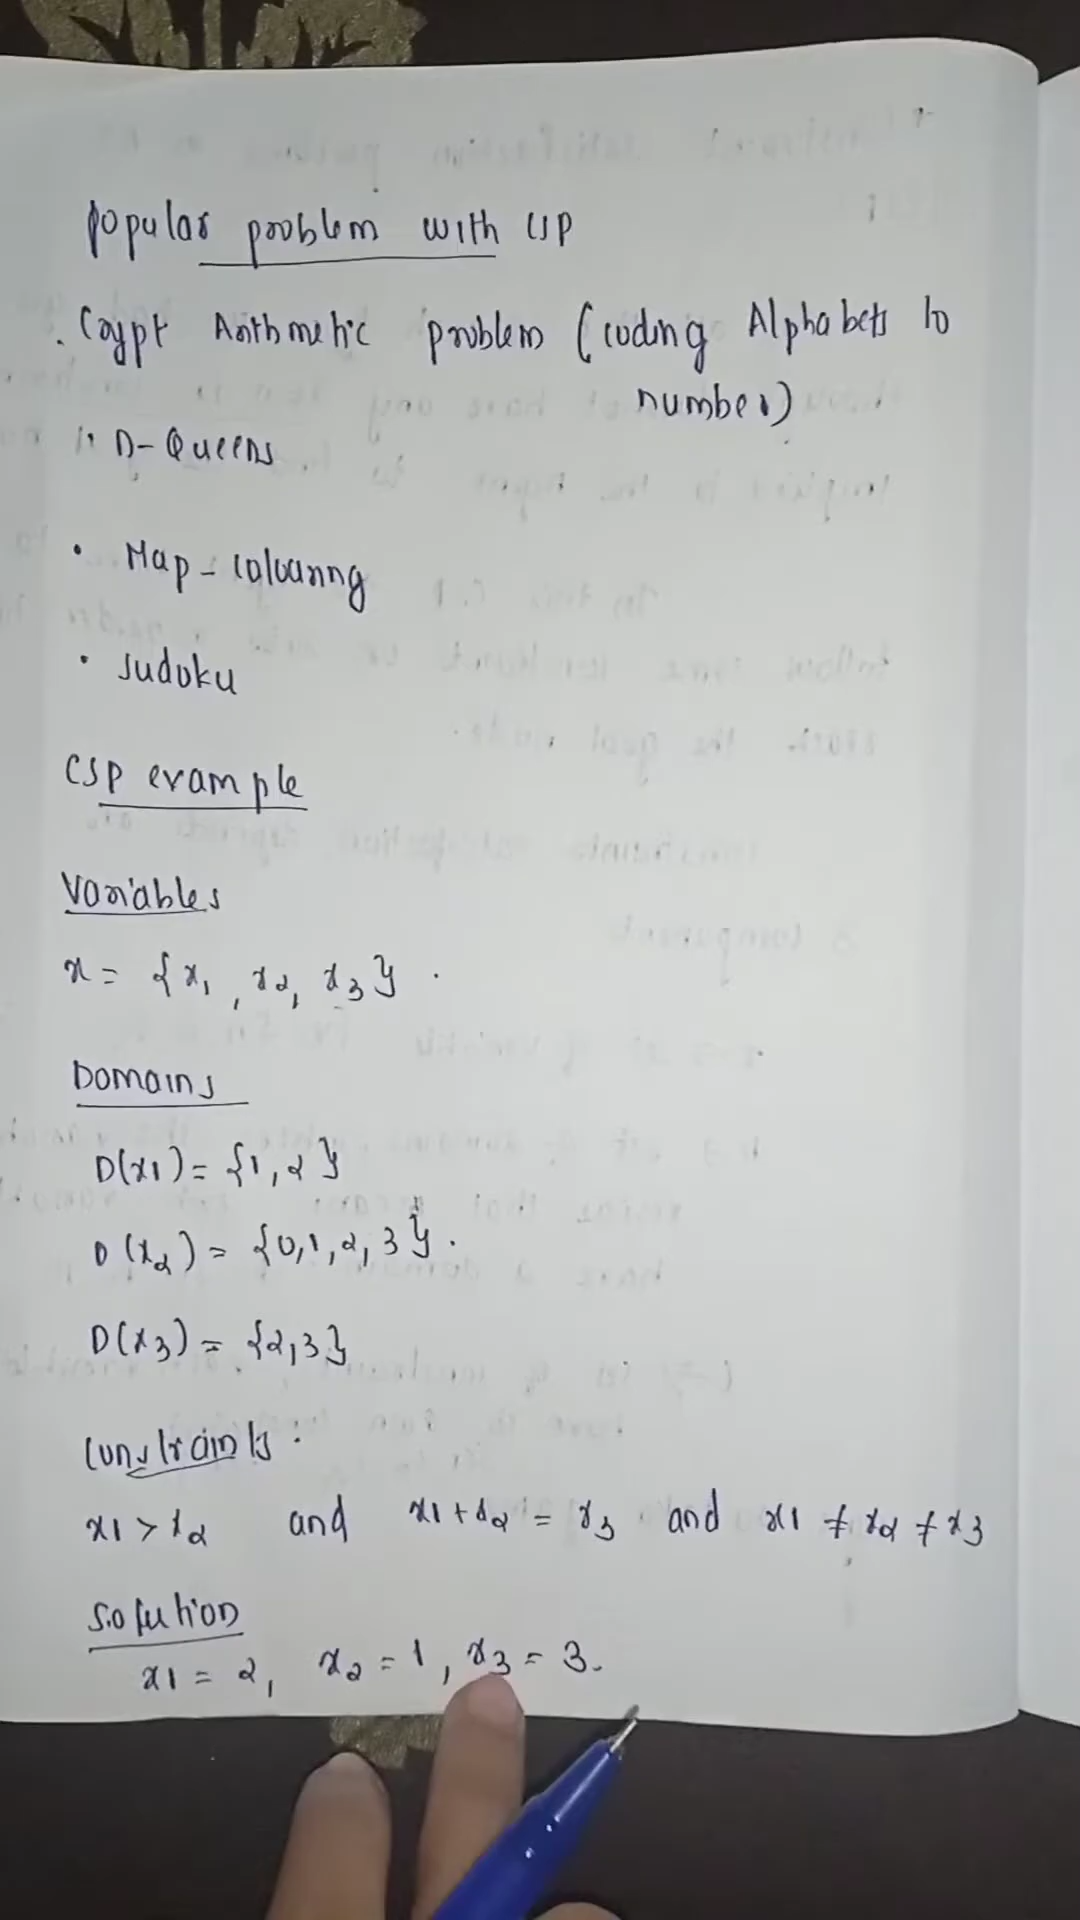 popular problem with CSP
. Crypt Arithmetic problem (coding Alphabets to
number)
n-Queens
• Map-colouring
• sudoku
CSP example
Variables
x = {x1, x2, x3} .
Domains
D(x1) = {1, 2}
D(x2) = {0,1,2,3}.
D(x3) = {2,3}
constraints :
x1 > x2 and x1+x2 = x3 and x1 ≠ x2 ≠ x3
solution
x1 = 2, x2 = 1, x3 = 3.